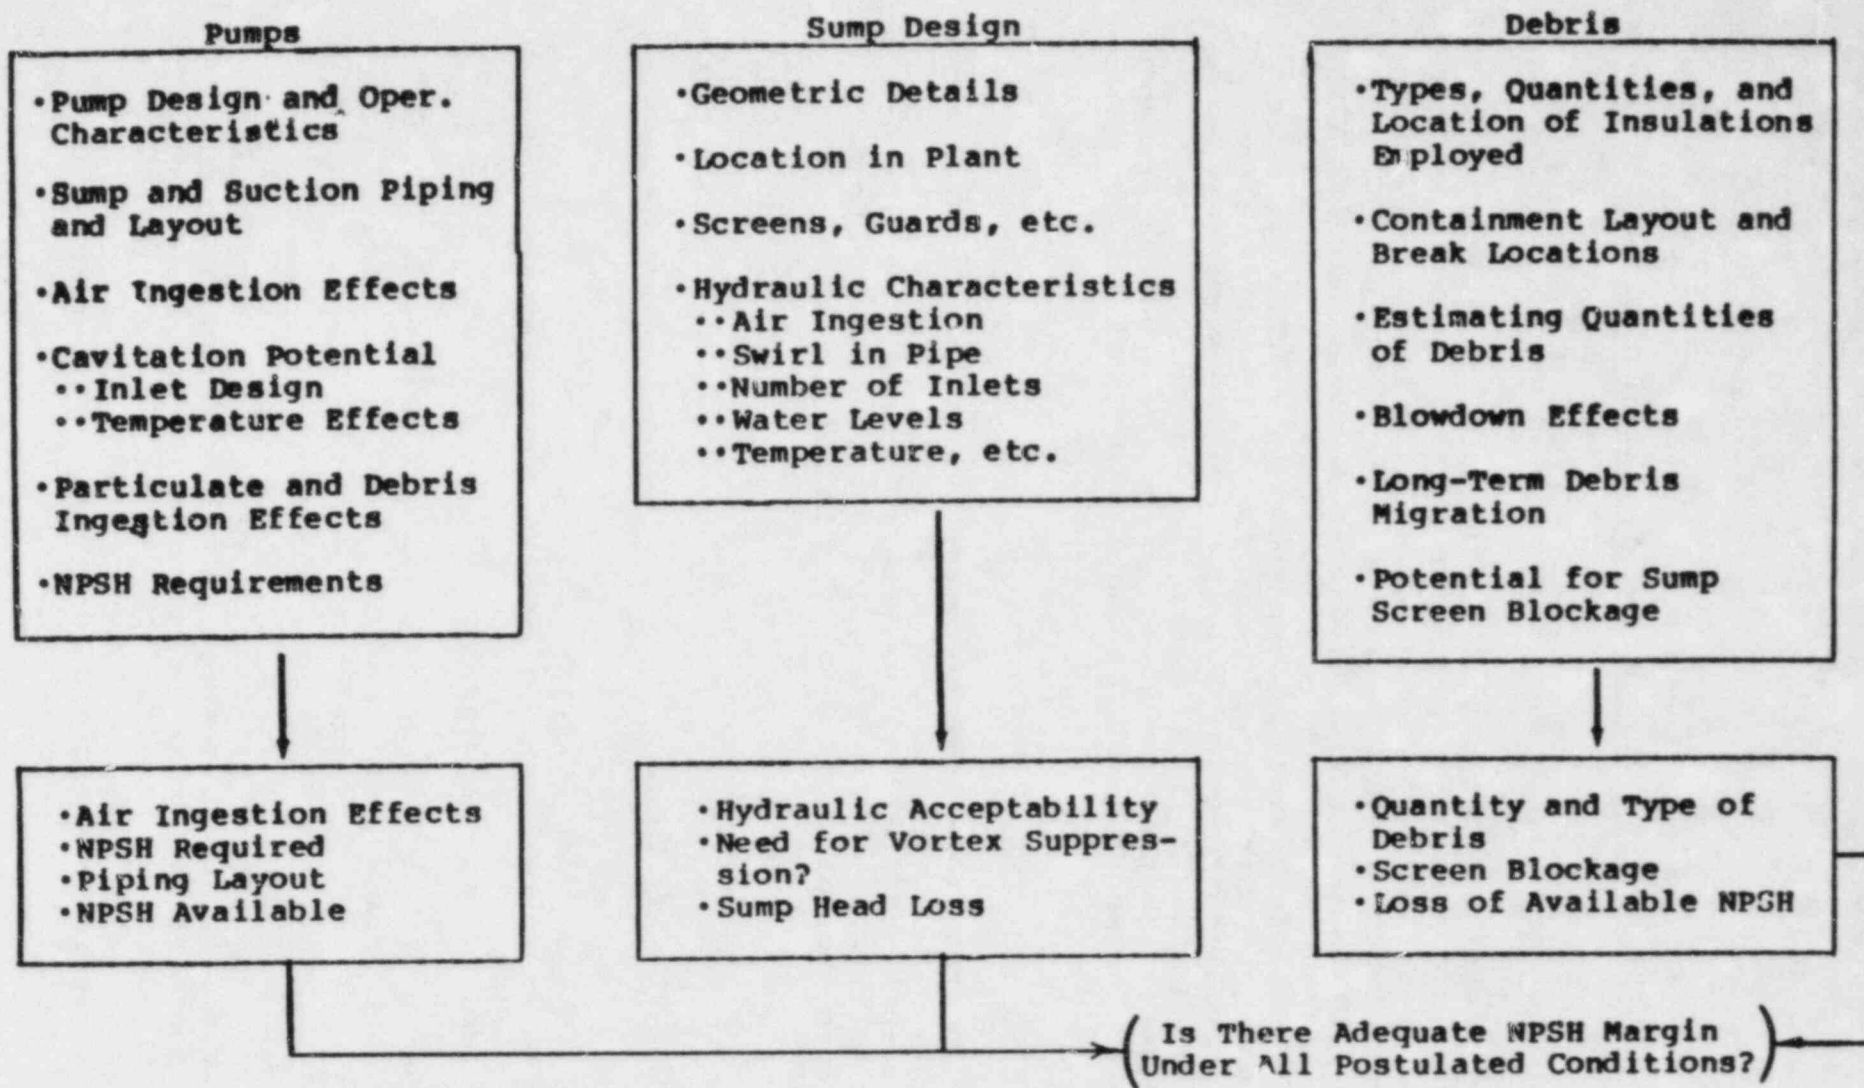 Pumps
·Pump Design and Oper.
Characteristics
·Sump and Suction Piping
and Layout
·Air Ingestion Effects
·Cavitation Potential
··Inlet Design
··Temperature Effects
·Particulate and Debris
Ingestion Effects
·NPSH Requirements
Sump Design
·Geometric Details
·Location in Plant
·Screens, Guards, etc.
·Hydraulic Characteristics
··Air Ingestion
··Swirl in Pipe
··Number of Inlets
··Water Levels
··Temperature, etc.
Debris
·Types, Quantities, and
Location of Insulations
Employed
·Containment Layout and
Break Locations
·Estimating Quantities
of Debris
·Blowdown Effects
·Long-Term Debris
Migration
·Potential for Sump
Screen Blockage
·Air Ingestion Effects
·NPSH Required
·Piping Layout
·NPSH Available
·Hydraulic Acceptability
·Need for Vortex Suppres-
sion?
·Sump Head Loss
·Quantity and Type of
Debris
·Screen Blockage
·Loss of Available NPSH
(Is There Adequate NPSH Margin
Under All Postulated Conditions?)